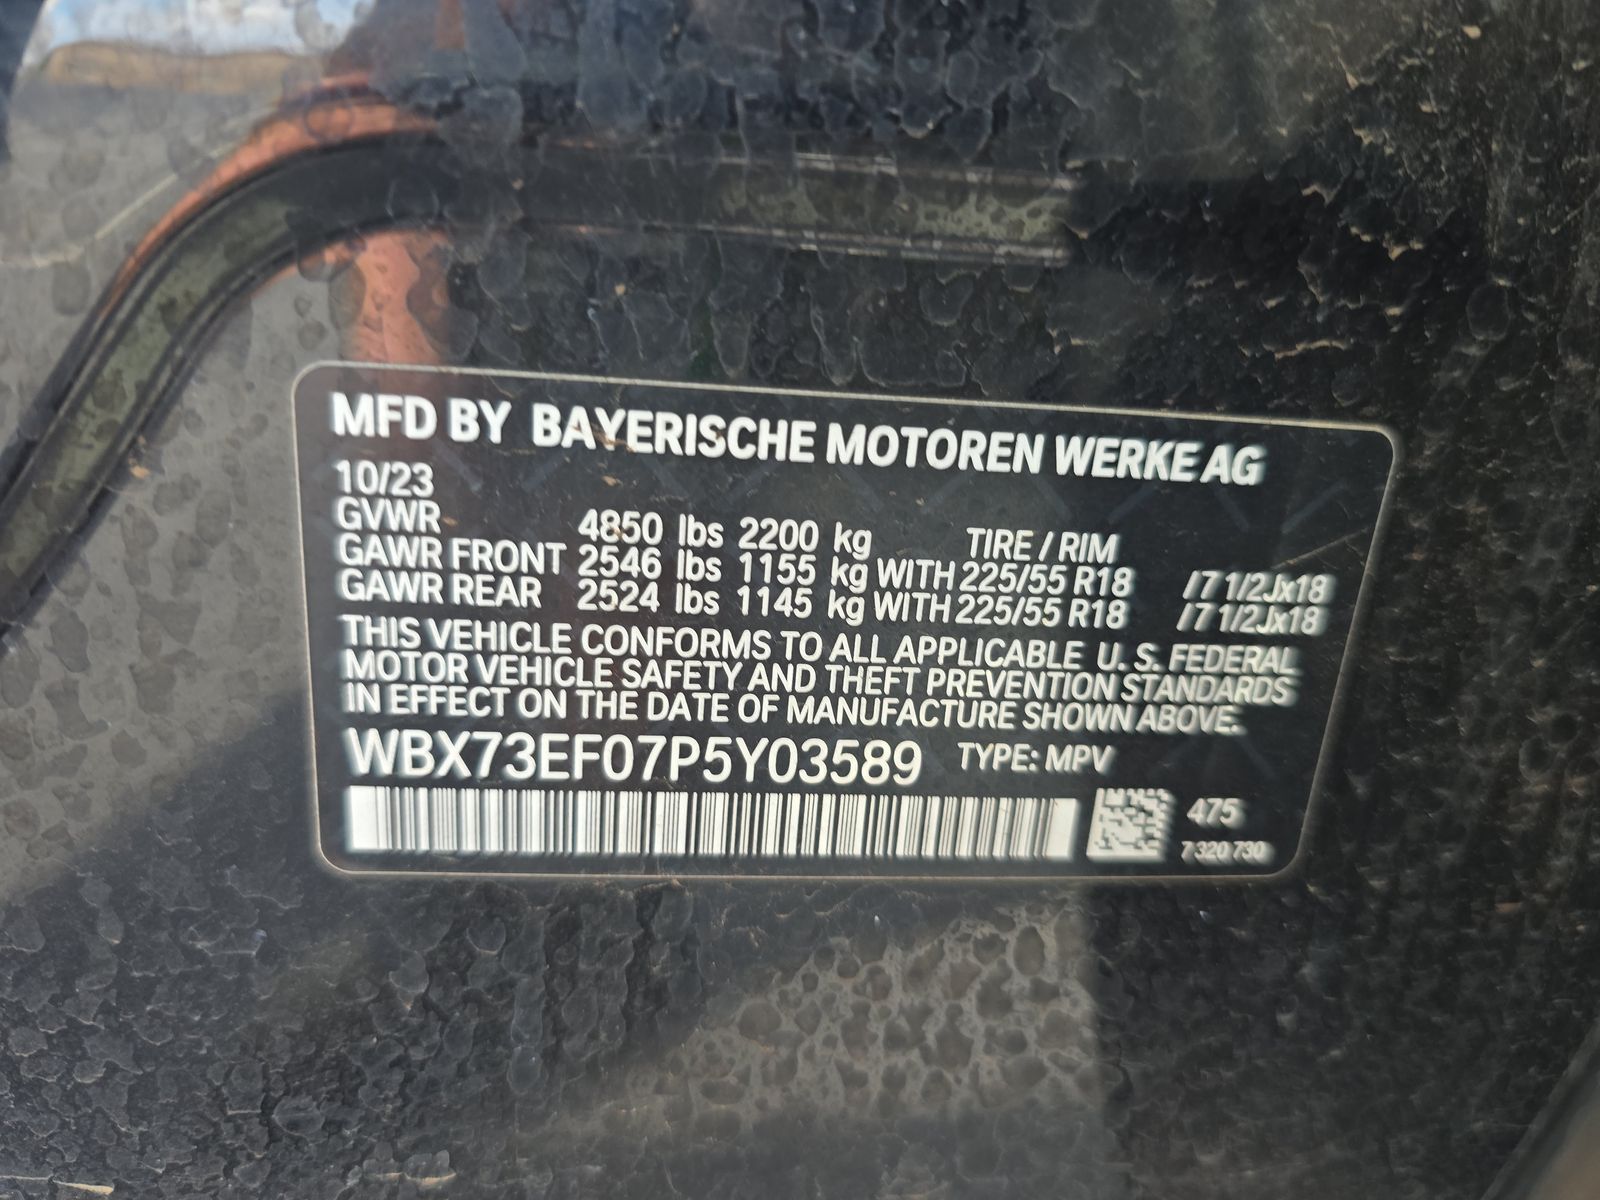 MFD BY BAYERISCHE MOTOREN WERKE AG
10/23
GVWR 4850 lbs 2200 kg TIRE / RIM
GAWR FRONT 2546 lbs 1155 kg WITH 225/55 R18 /7 1/2Jx18
GAWR REAR 2524 lbs 1145 kg WITH 225/55 R18 /7 1/2Jx18
THIS VEHICLE CONFORMS TO ALL APPLICABLE U.S. FEDERAL
MOTOR VEHICLE SAFETY AND THEFT PREVENTION STANDARDS
IN EFFECT ON THE DATE OF MANUFACTURE SHOWN ABOVE.
WBX73EF07P5Y03589 TYPE: MPV
475
7 320 730